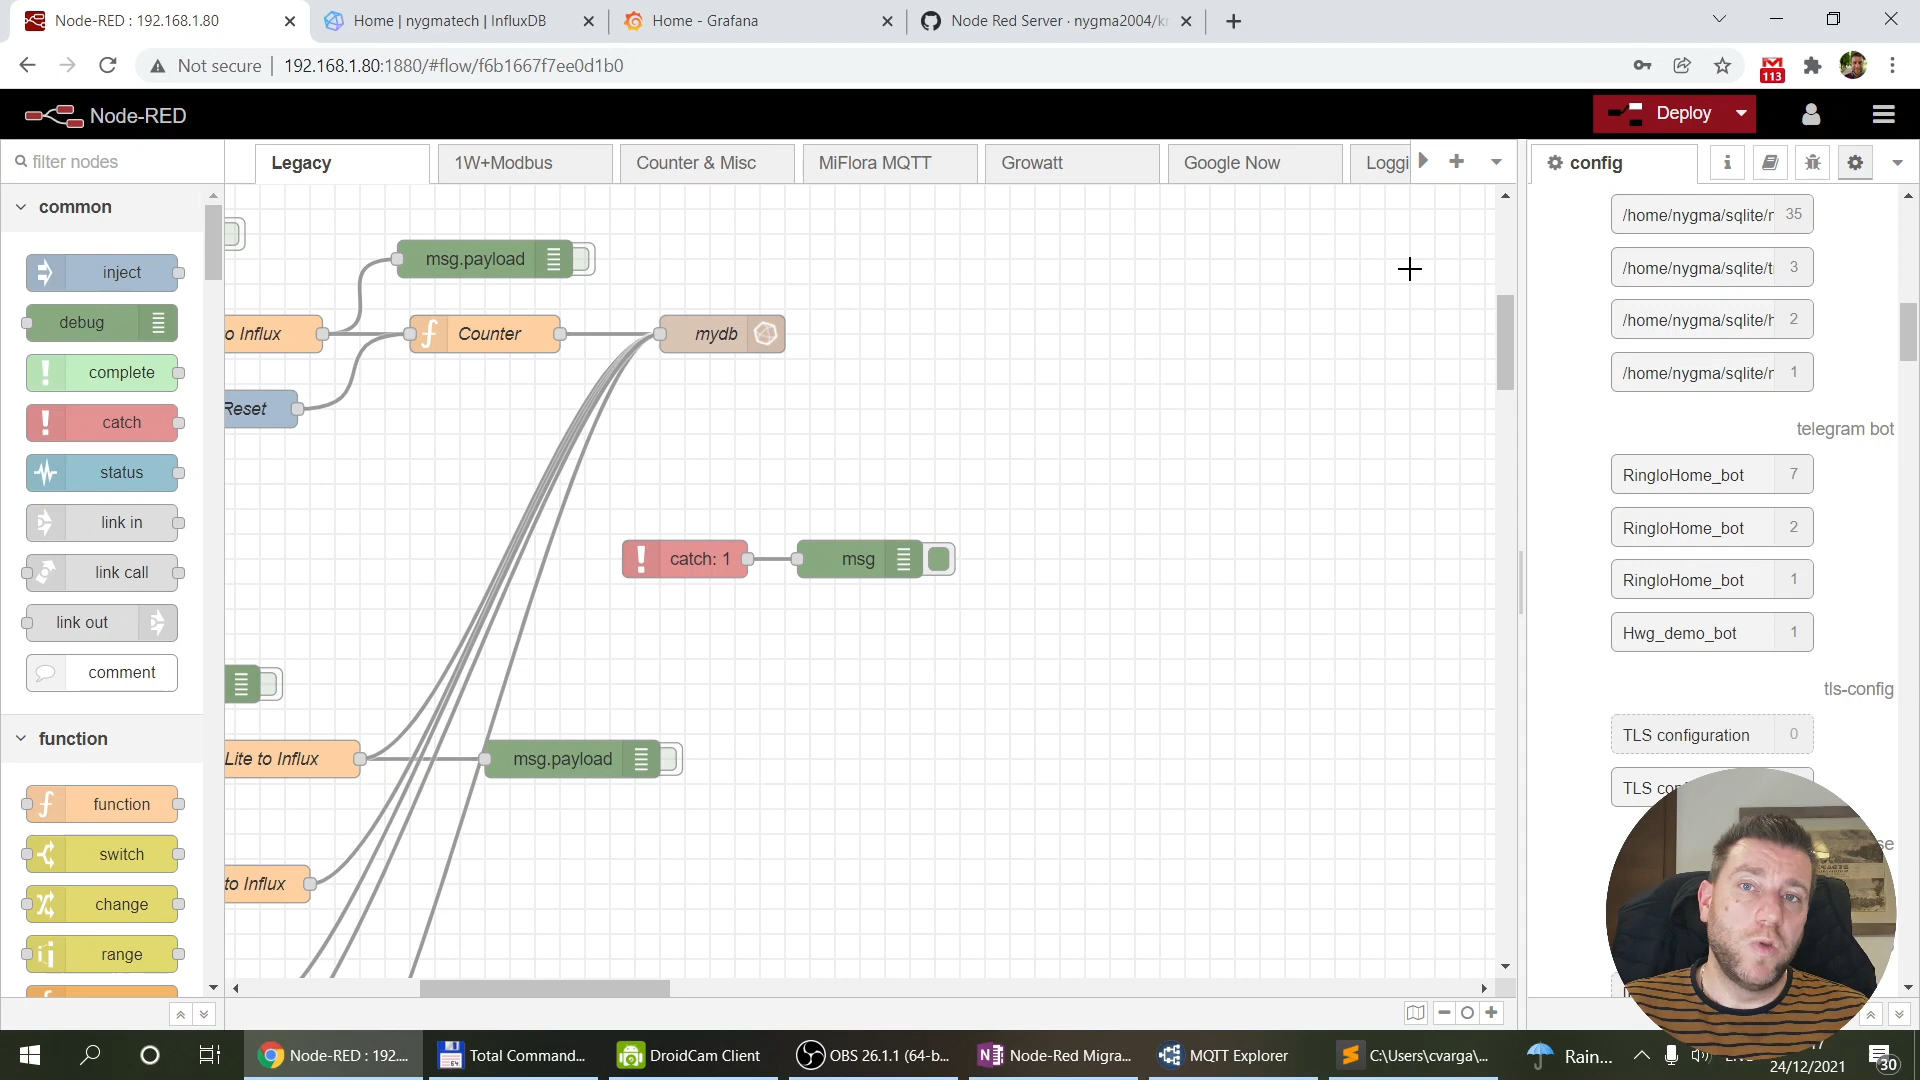 Node-RED : 192.168.1.80
Home | nygmatech | InfluxDB
Home - Grafana
Node Red Server · nygma2004/kr
Not secure
192.168.1.80:1880/#flow/f6b1667f7ee0d1b0
113
Node-RED
Deploy
filter nodes
Legacy
1W+Modbus
Counter & Misc
MiFlora MQTT
Growatt
Google Now
Loggi
config
common
inject
debug
complete
catch
status
link in
link call
link out
comment
function
function
switch
change
range
msg.payload
o Influx
Counter
mydb
Reset
catch: 1
msg
Lite to Influx
msg.payload
to Influx
/home/nygma/sqlite/r 35
/home/nygma/sqlite/t 3
/home/nygma/sqlite/h 2
/home/nygma/sqlite/r 1
telegram bot
RingloHome_bot 7
RingloHome_bot 2
RingloHome_bot 1
Hwg_demo_bot 1
tls-config
TLS configuration 0
TLS co
se
Node-RED : 192....
Total Command...
DroidCam Client
OBS 26.1.1 (64-b...
Node-Red Migra...
MQTT Explorer
C:\Users\cvarga\...
Rain...
24/12/2021
30